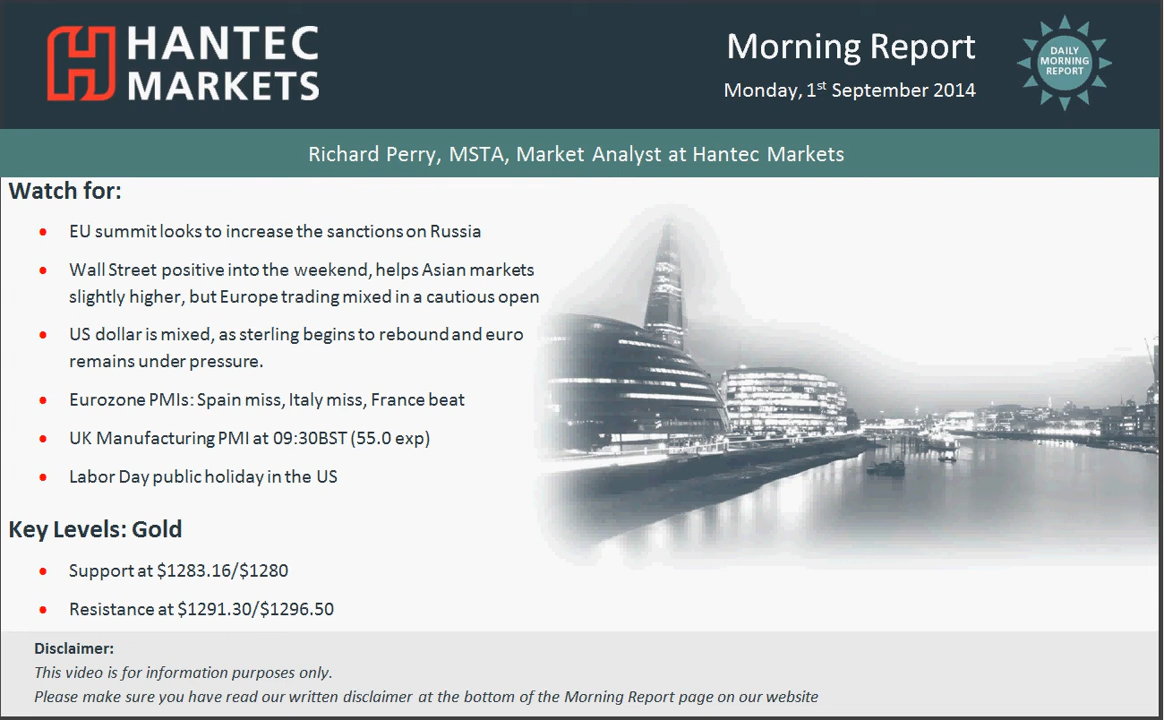 HANTEC
MARKETS
Morning Report
Monday, 1st September 2014
DAILY
MORNING
REPORT
Richard Perry, MSTA, Market Analyst at Hantec Markets
Watch for:
• EU summit looks to increase the sanctions on Russia
• Wall Street positive into the weekend, helps Asian markets
slightly higher, but Europe trading mixed in a cautious open
• US dollar is mixed, as sterling begins to rebound and euro
remains under pressure.
• Eurozone PMIs: Spain miss, Italy miss, France beat
• UK Manufacturing PMI at 09:30BST (55.0 exp)
• Labor Day public holiday in the US
Key Levels: Gold
• Support at $1283.16/$1280
• Resistance at $1291.30/$1296.50
Disclaimer:
This video is for information purposes only.
Please make sure you have read our written disclaimer at the bottom of the Morning Report page on our website